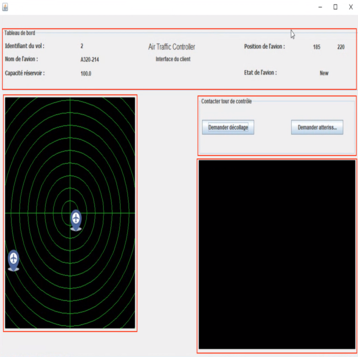 Tableau de bord
Identifiant du vol : 2 Air Traffic Controller Position de l'avion : 185 220
Nom de l'avion : A320-214 Interface du client
Capacité réservoir : 100.0 Etat de l'avion : New
Contacter tour de contrôle
Demander décollage Demander atteriss...